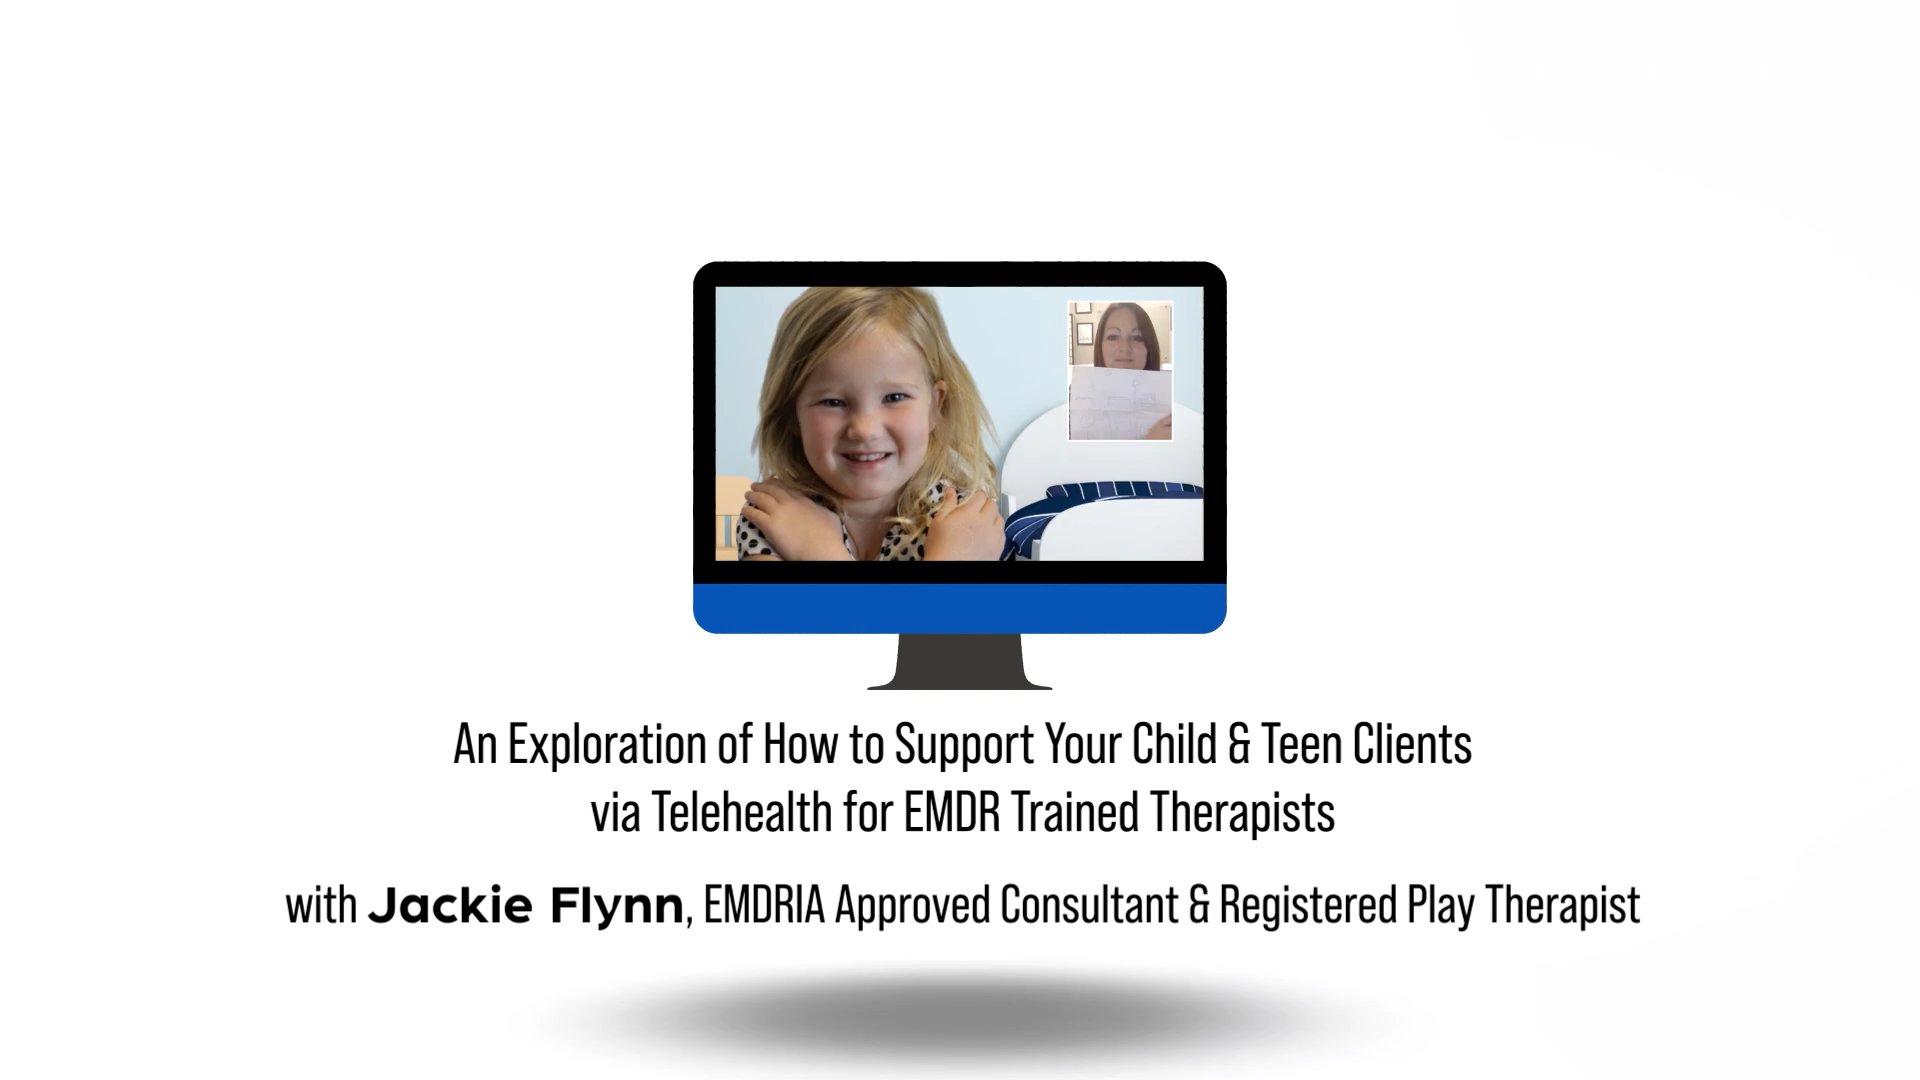 An Exploration of How to Support Your Child & Teen Clients
via Telehealth for EMDR Trained Therapists
with Jackie Flynn, EMDRIA Approved Consultant & Registered Play Therapist